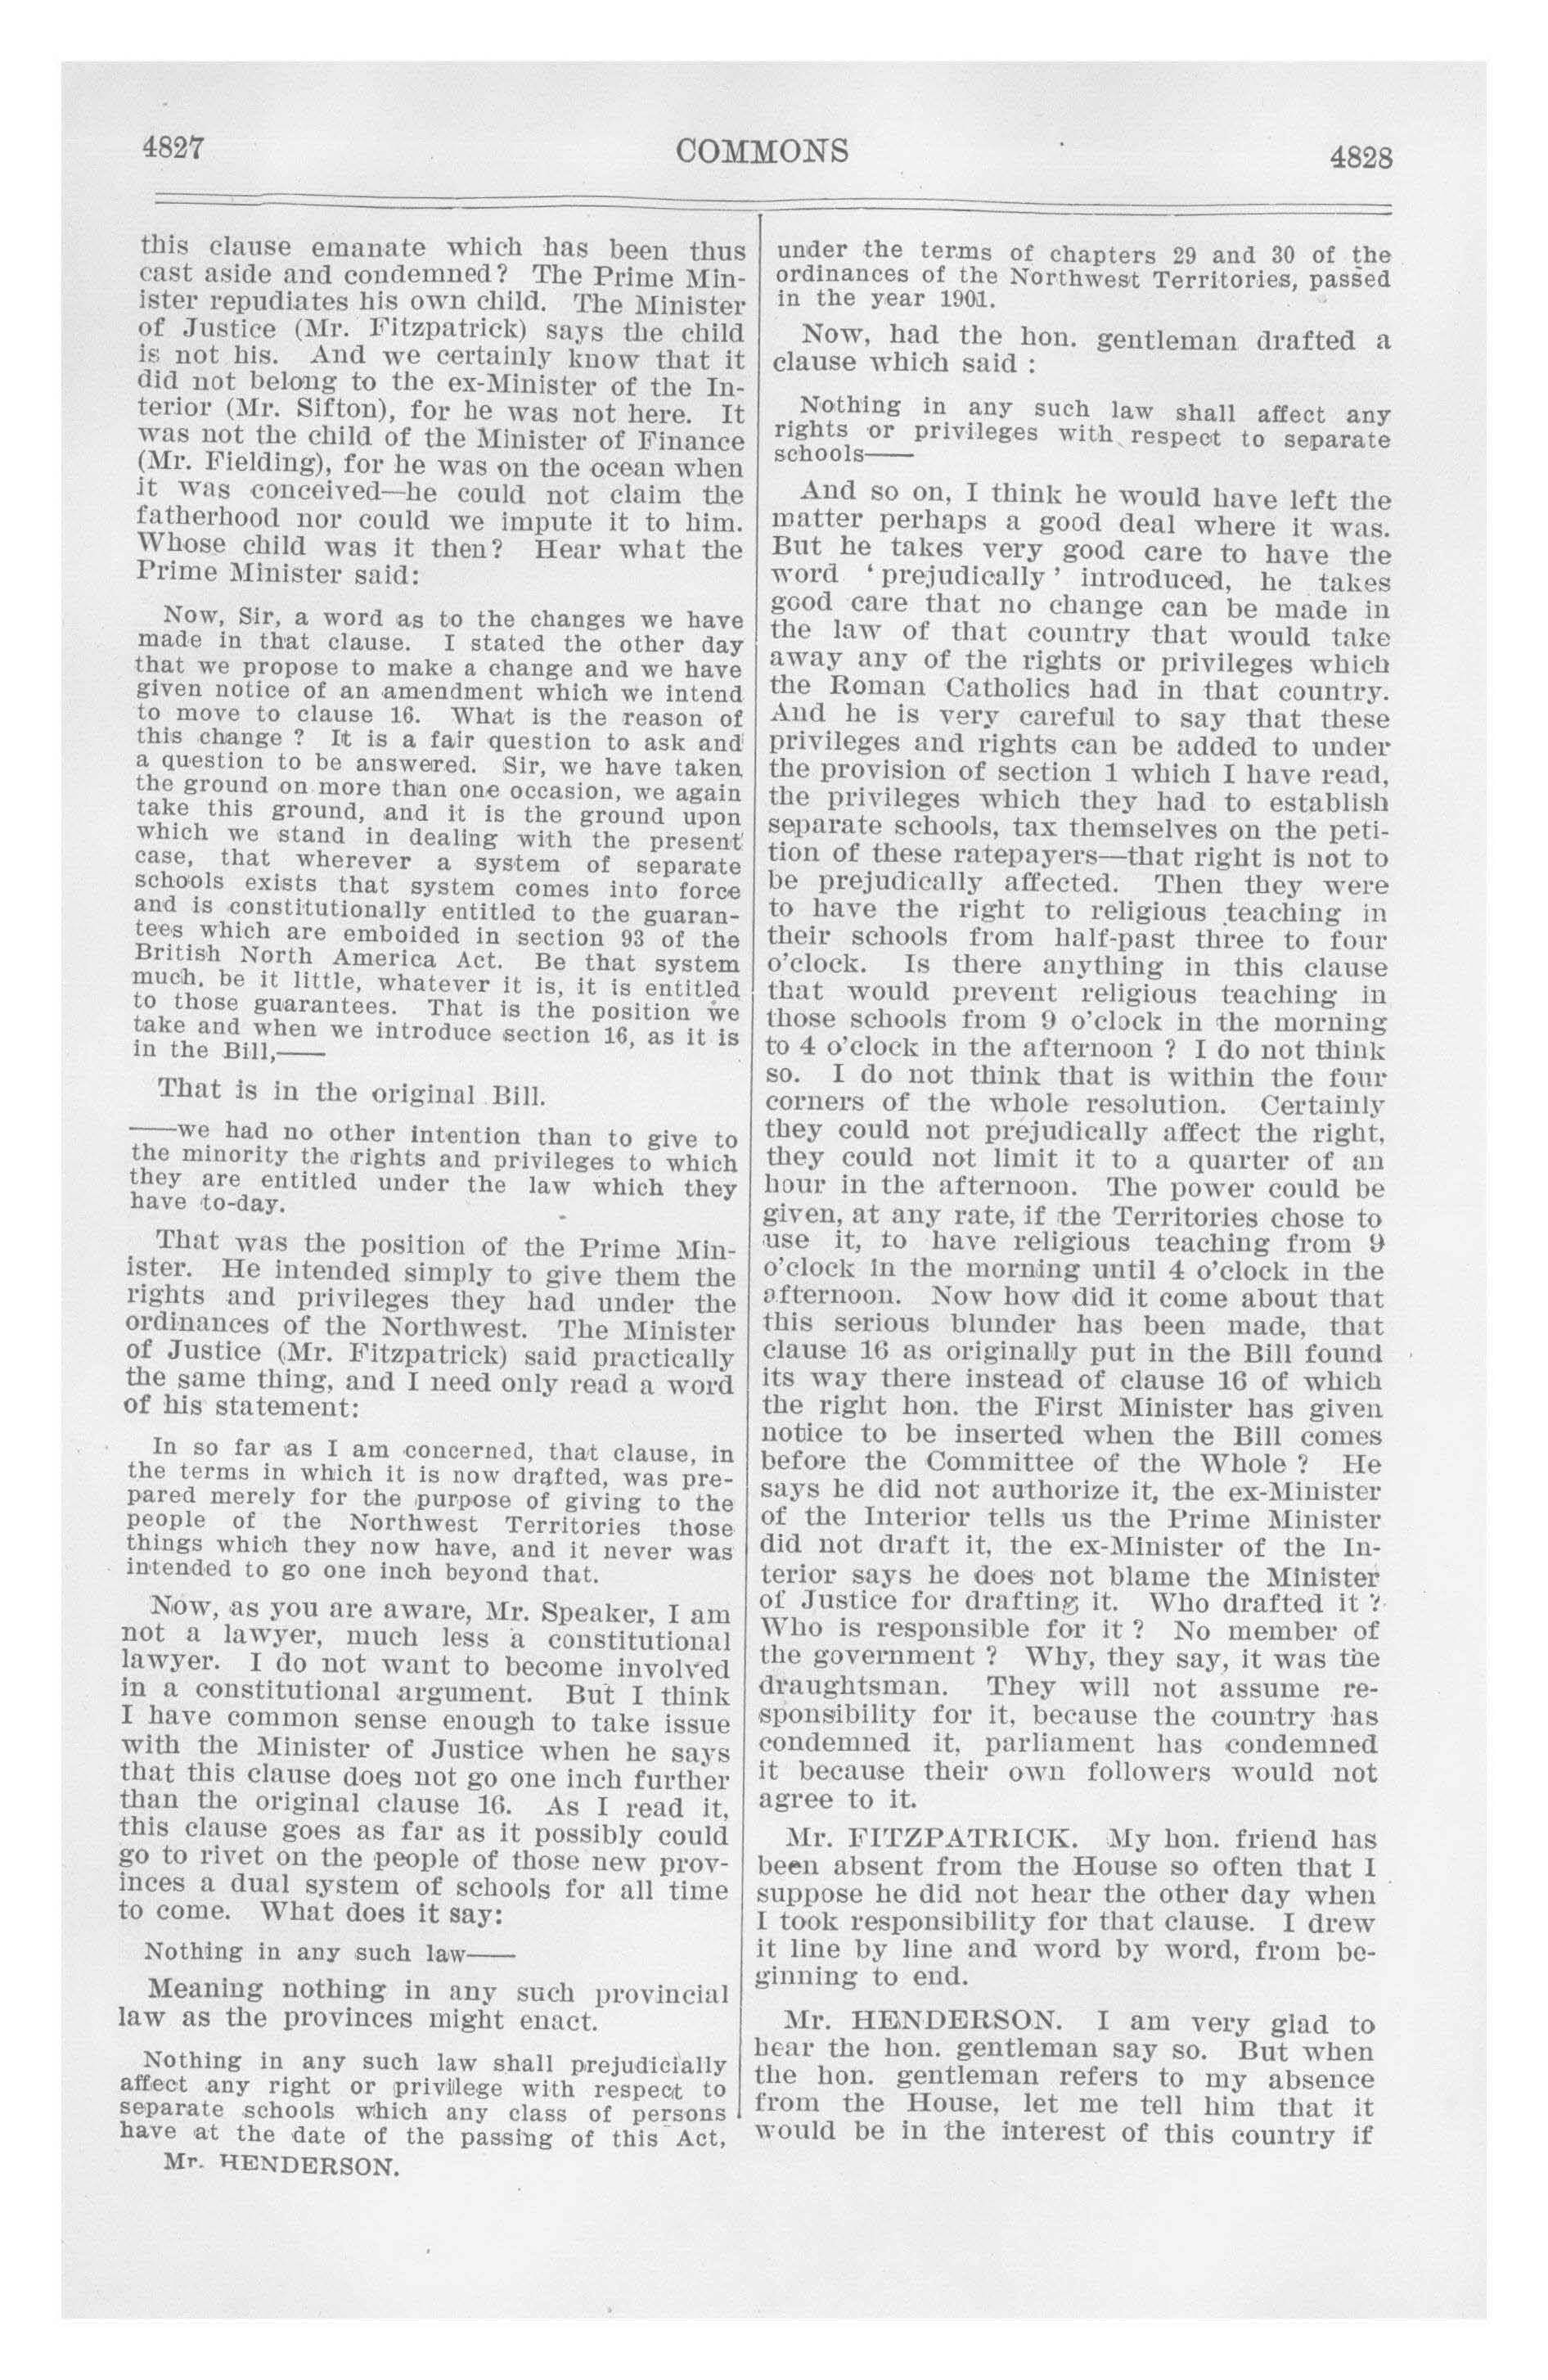 4827
COMMONS
4828
this clause emanate which has been thus
cast aside and condemned? The Prime Min-
ister repudiates his own child. The Minister
of Justice (Mr. Fitzpatrick) says the child
is not his. And we certainly know that it
did not belong to the ex-Minister of the In-
terior (Mr. Sifton), for he was not here. It
was not the child of the Minister of Finance
(Mr. Fielding), for he was on the ocean when
it was conceived—he could not claim the
fatherhood nor could we impute it to him.
Whose child was it then? Hear what the
Prime Minister said:
Now, Sir, a word as to the changes we have
made in that clause. I stated the other day
that we propose to make a change and we have
given notice of an amendment which we intend
to move to clause 16. What is the reason of
this change ? It is a fair question to ask and
a question to be answered. Sir, we have taken
the ground on more than one occasion, we again
take this ground, and it is the ground upon
which we stand in dealing with the present
case, that wherever a system of separate
schools exists that system comes into force
and is constitutionally entitled to the guaran-
tees which are emboided in section 93 of the
British North America Act. Be that system
much, be it little, whatever it is, it is entitled
to those guarantees. That is the position we
take and when we introduce section 16, as it is
in the Bill,——
That is in the original Bill.
——we had no other intention than to give to
the minority the rights and privileges to which
they are entitled under the law which they
have to-day.
That was the position of the Prime Min-
ister. He intended simply to give them the
rights and privileges they had under the
ordinances of the Northwest. The Minister
of Justice (Mr. Fitzpatrick) said practically
the same thing, and I need only read a word
of his statement:
In so far as I am concerned, that clause, in
the terms in which it is now drafted, was pre-
pared merely for the purpose of giving to the
people of the Northwest Territories those
things which they now have, and it never was
intended to go one inch beyond that.
Now, as you are aware, Mr. Speaker, I am
not a lawyer, much less a constitutional
lawyer. I do not want to become involved
in a constitutional argument. But I think
I have common sense enough to take issue
with the Minister of Justice when he says
that this clause does not go one inch further
than the original clause 16. As I read it,
this clause goes as far as it possibly could
go to rivet on the people of those new prov-
inces a dual system of schools for all time
to come. What does it say:
Nothing in any such law——
Meaning nothing in any such provincial
law as the provinces might enact.
Nothing in any such law shall prejudicially
affect any right or privilege with respect to
separate schools which any class of persons
have at the date of the passing of this Act,
Mr. HENDERSON.
under the terms of chapters 29 and 30 of the
ordinances of the Northwest Territories, passed
in the year 1901.
Now, had the hon. gentleman drafted a
clause which said :
Nothing in any such law shall affect any
rights or privileges with respect to separate
schools——
And so on, I think he would have left the
matter perhaps a good deal where it was.
But he takes very good care to have the
word ‘ prejudically ’ introduced, he takes
good care that no change can be made in
the law of that country that would take
away any of the rights or privileges which
the Roman Catholics had in that country.
And he is very careful to say that these
privileges and rights can be added to under
the provision of section 1 which I have read,
the privileges which they had to establish
separate schools, tax themselves on the peti-
tion of these ratepayers—that right is not to
be prejudically affected. Then they were
to have the right to religious teaching in
their schools from half-past three to four
o'clock. Is there anything in this clause
that would prevent religious teaching in
those schools from 9 o'clock in the morning
to 4 o'clock in the afternoon ? I do not think
so. I do not think that is within the four
corners of the whole resolution. Certainly
they could not prejudically affect the right,
they could not limit it to a quarter of an
hour in the afternoon. The power could be
given, at any rate, if the Territories chose to
use it, to have religious teaching from 9
o'clock in the morning until 4 o'clock in the
afternoon. Now how did it come about that
this serious blunder has been made, that
clause 16 as originally put in the Bill found
its way there instead of clause 16 of which
the right hon. the First Minister has given
notice to be inserted when the Bill comes
before the Committee of the Whole ? He
says he did not authorize it, the ex-Minister
of the Interior tells us the Prime Minister
did not draft it, the ex-Minister of the In-
terior says he does not blame the Minister
of Justice for drafting it. Who drafted it ?
Who is responsible for it ? No member of
the government ? Why, they say, it was the
draughtsman. They will not assume re-
sponsibility for it, because the country has
condemned it, parliament has condemned
it because their own followers would not
agree to it.
Mr. FITZPATRICK. My hon. friend has
been absent from the House so often that I
suppose he did not hear the other day when
I took responsibility for that clause. I drew
it line by line and word by word, from be-
ginning to end.
Mr. HENDERSON. I am very glad to
hear the hon. gentleman say so. But when
the hon. gentleman refers to my absence
from the House, let me tell him that it
would be in the interest of this country if